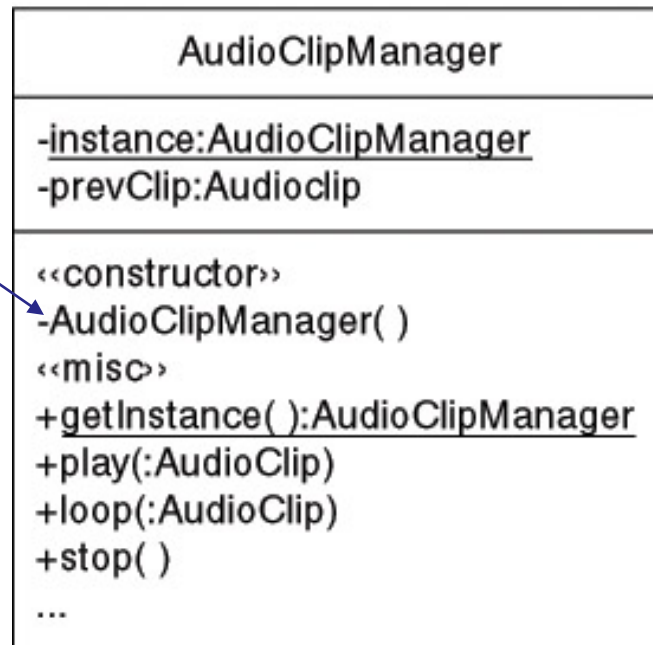 AudioClipManager
-instance:AudioClipManager
-prevClip:Audioclip
‹‹constructor››
-AudioClipManager( )
‹‹misc››
+getInstance( ):AudioClipManager
+play(:AudioClip)
+loop(:AudioClip)
+stop( )
...